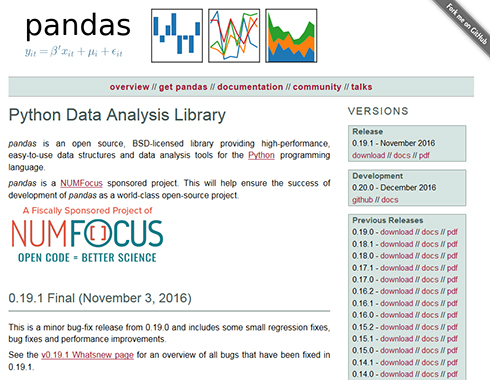 pandas
y_it = β′x_it + μ_i + ϵ_it
Fork me on GitHub
overview // get pandas // documentation // community // talks
Python Data Analysis Library
pandas is an open source, BSD-licensed library providing high-performance,
easy-to-use data structures and data analysis tools for the Python programming
language.
pandas is a NUMFocus sponsored project. This will help ensure the success of
development of pandas as a world-class open-source project.
A Fiscally Sponsored Project of
NUMFOCUS
OPEN CODE = BETTER SCIENCE
0.19.1 Final (November 3, 2016)
This is a minor bug-fix release from 0.19.0 and includes some small regression fixes,
bug fixes and performance improvements.
See the v0.19.1 Whatsnew page for an overview of all bugs that have been fixed in
0.19.1.
VERSIONS
Release
0.19.1 - November 2016
download // docs // pdf
Development
0.20.0 - December 2016
github // docs
Previous Releases
0.19.0 - download // docs // pdf
0.18.1 - download // docs // pdf
0.18.0 - download // docs // pdf
0.17.1 - download // docs // pdf
0.17.0 - download // docs // pdf
0.16.2 - download // docs // pdf
0.16.1 - download // docs // pdf
0.16.0 - download // docs // pdf
0.15.2 - download // docs // pdf
0.15.1 - download // docs // pdf
0.15.0 - download // docs // pdf
0.14.1 - download // docs // pdf
0.14.0 - download // docs // pdf